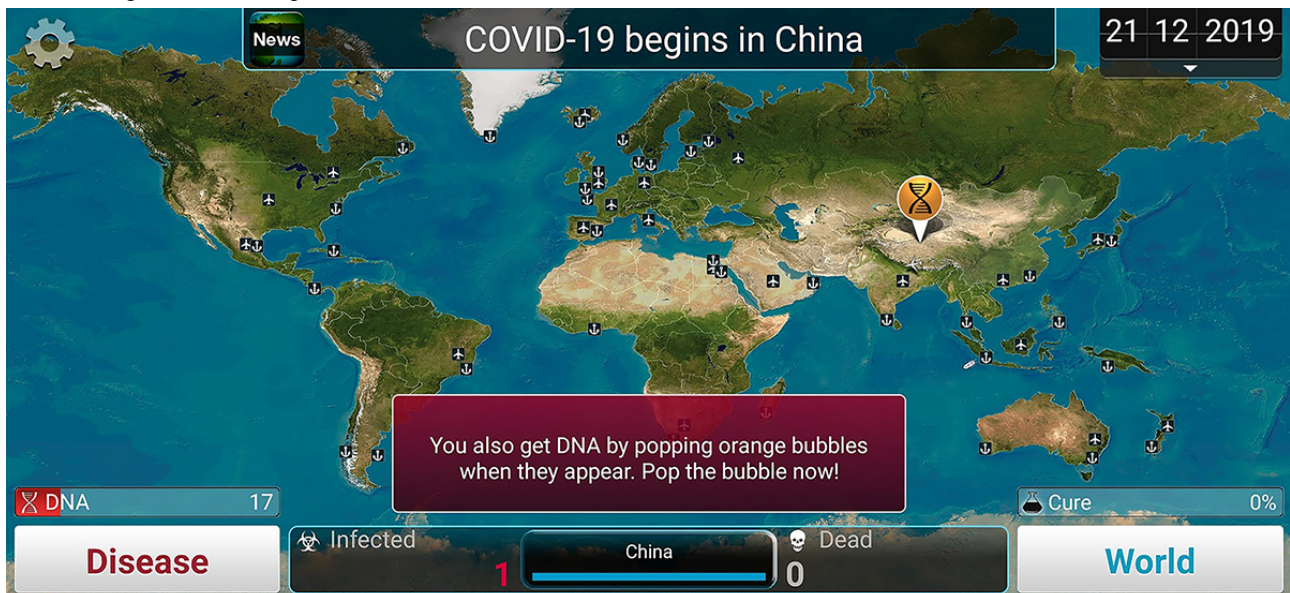 News
COVID-19 begins in China
21 12 2019
You also get DNA by popping orange bubbles
when they appear. Pop the bubble now!
DNA 17
Cure 0%
Disease
Infected
1
China
Dead
0
World